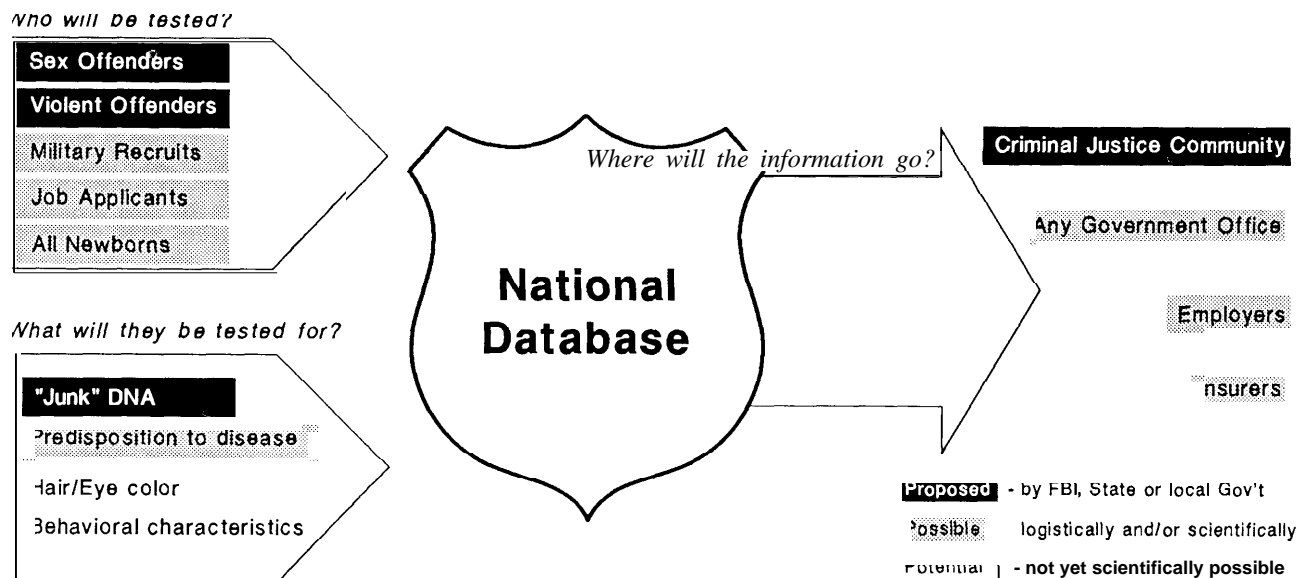 Who will be tested?
Sex Offenders
Violent Offenders
Military Recruits
Job Applicants
All Newborns
What will they be tested for?
"Junk" DNA
Predisposition to disease
Hair/Eye color
Behavioral characteristics
National
Database
Where will the information go?
Criminal Justice Community
Any Government Office
Employers
Insurers
Proposed - by FBI, State or local Gov't
Possible logistically and/or scientifically
Potential - not yet scientifically possible